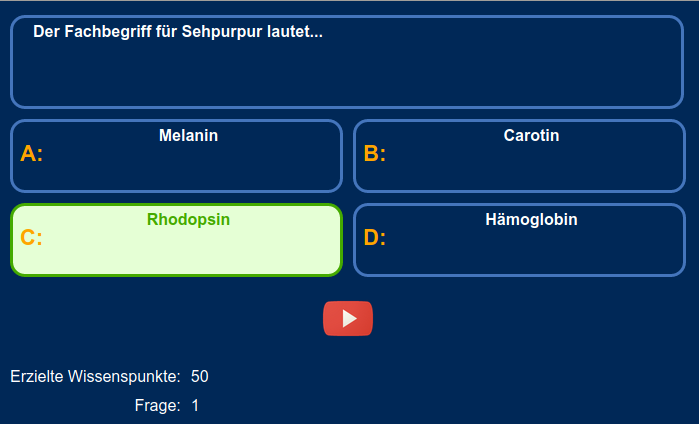 Der Fachbegriff für Sehpurpur lautet...
A: Melanin
B: Carotin
C: Rhodopsin
D: Hämoglobin
Erzielte Wissenspunkte: 50
Frage: 1